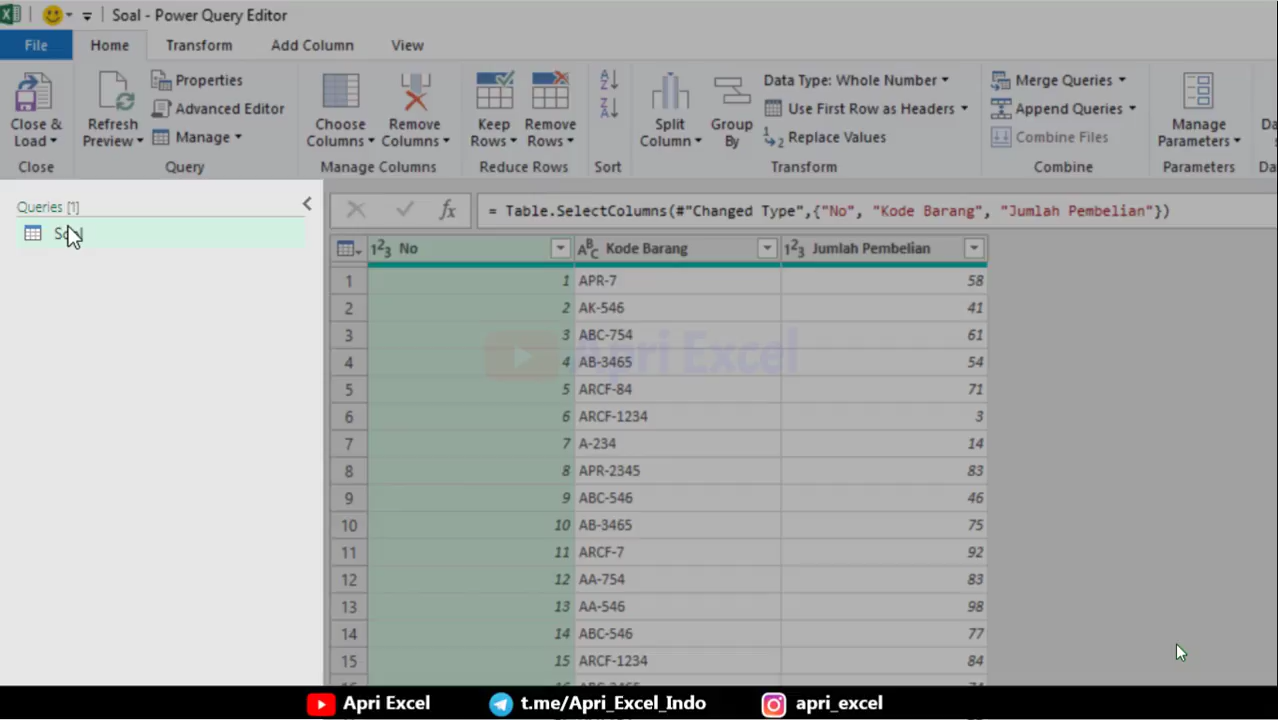 Soal - Power Query Editor
File Home Transform Add Column View
Close & Load
Close
Refresh Preview
Properties
Advanced Editor
Manage
Query
Choose Columns
Remove Columns
Manage Columns
Keep Rows
Remove Rows
Reduce Rows
Sort
Split Column
Group By
Data Type: Whole Number
Use First Row as Headers
Replace Values
Transform
Merge Queries
Append Queries
Combine Files
Combine
Manage Parameters
Parameters
Da
Da
Queries [1]
fx = Table.SelectColumns(#"Changed Type",{"No", "Kode Barang", "Jumlah Pembelian"})
123 No ABC Kode Barang 123 Jumlah Pembelian
1 1 APR-7 58
2 2 AK-546 41
3 3 ABC-754 61
4 4 AB-3465 54
5 5 ARCF-84 71
6 6 ARCF-1234 3
7 7 A-234 14
8 8 APR-2345 83
9 9 ABC-546 46
10 10 AB-3465 75
11 11 ARCF-7 92
12 12 AA-754 83
13 13 AA-546 98
14 14 ABC-546 77
15 15 ARCF-1234 84
Apri Excel
Apri Excel t.me/Apri_Excel_Indo apri_excel